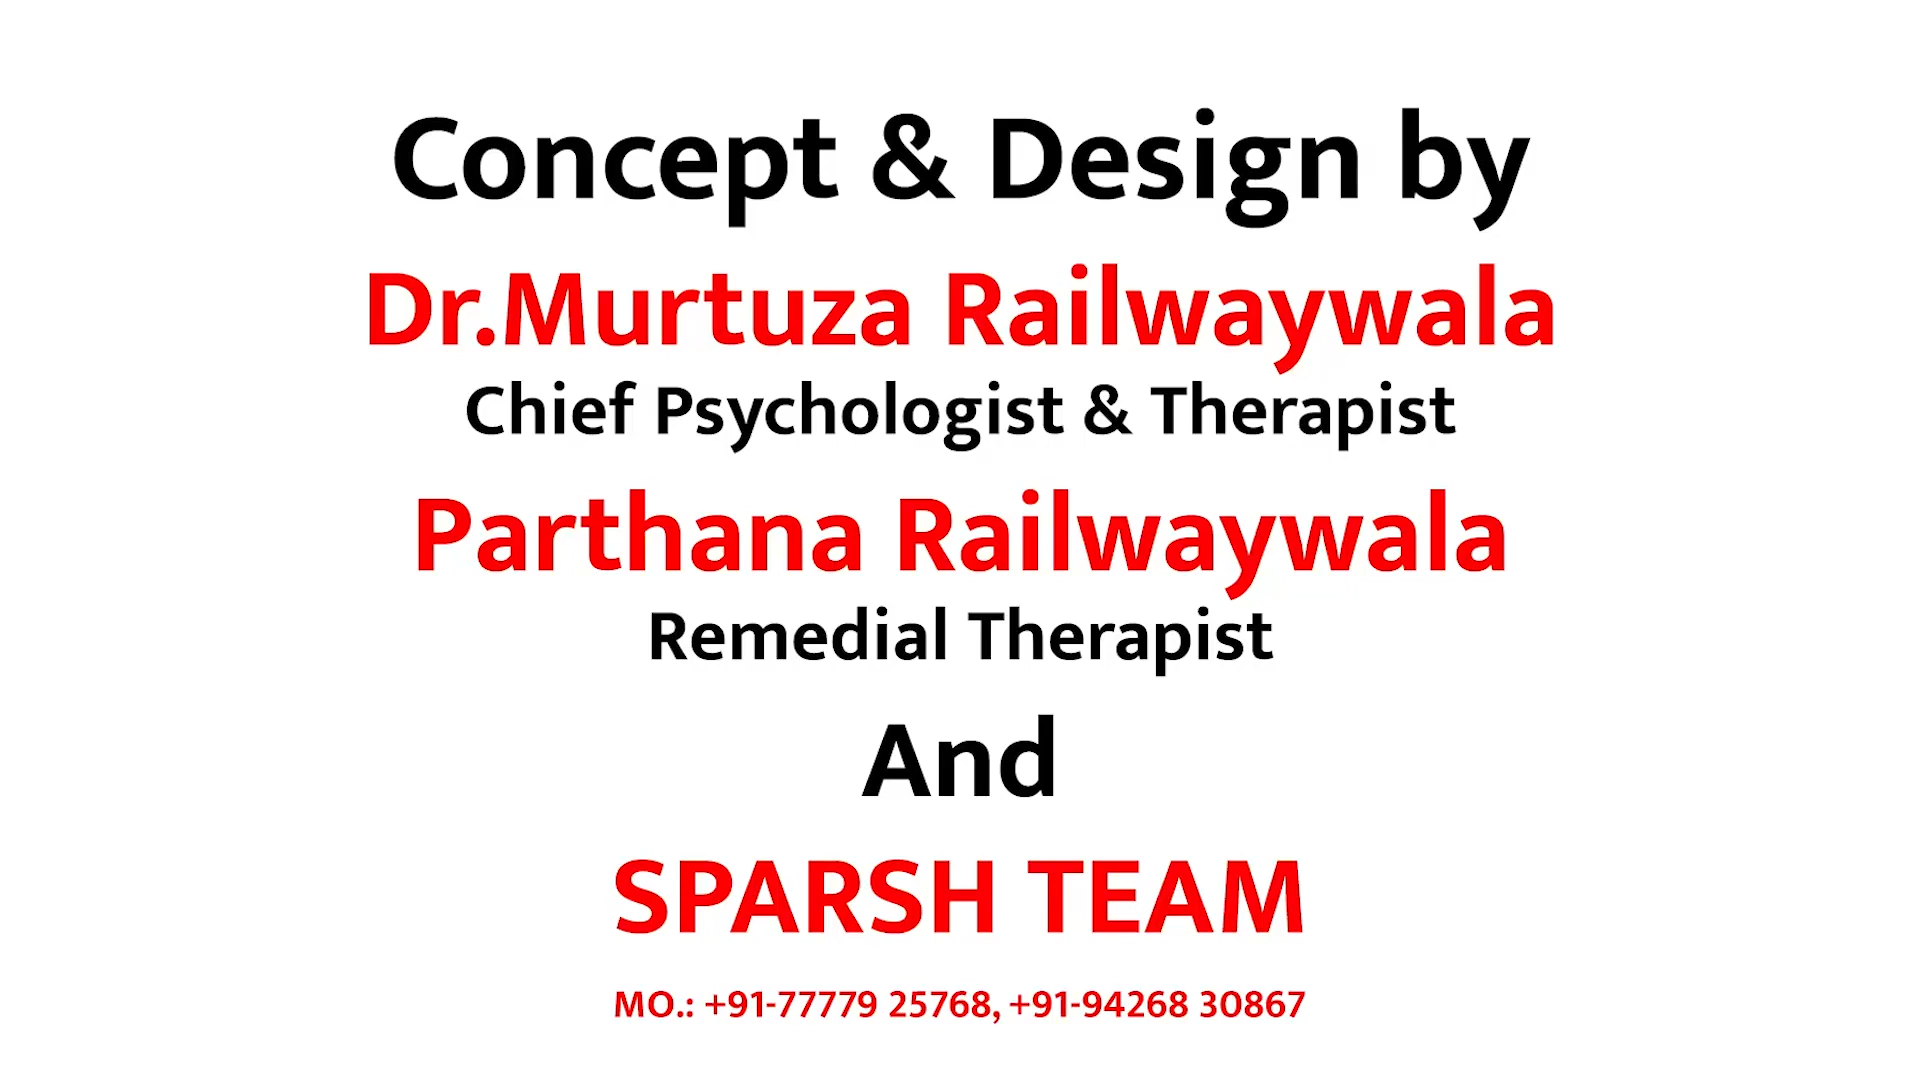 Concept & Design by
Dr.Murtuza Railwaywala
Chief Psychologist & Therapist
Parthana Railwaywala
Remedial Therapist
And
SPARSH TEAM
MO.: +91-77779 25768, +91-94268 30867